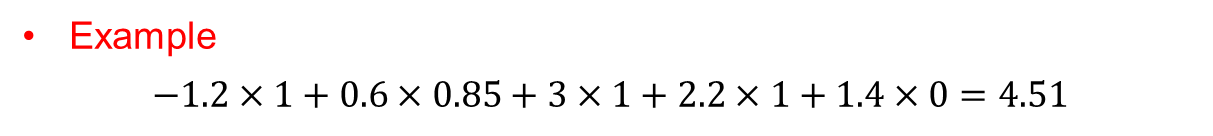 • Example
−1.2 × 1 + 0.6 × 0.85 + 3 × 1 + 2.2 × 1 + 1.4 × 0 = 4.51